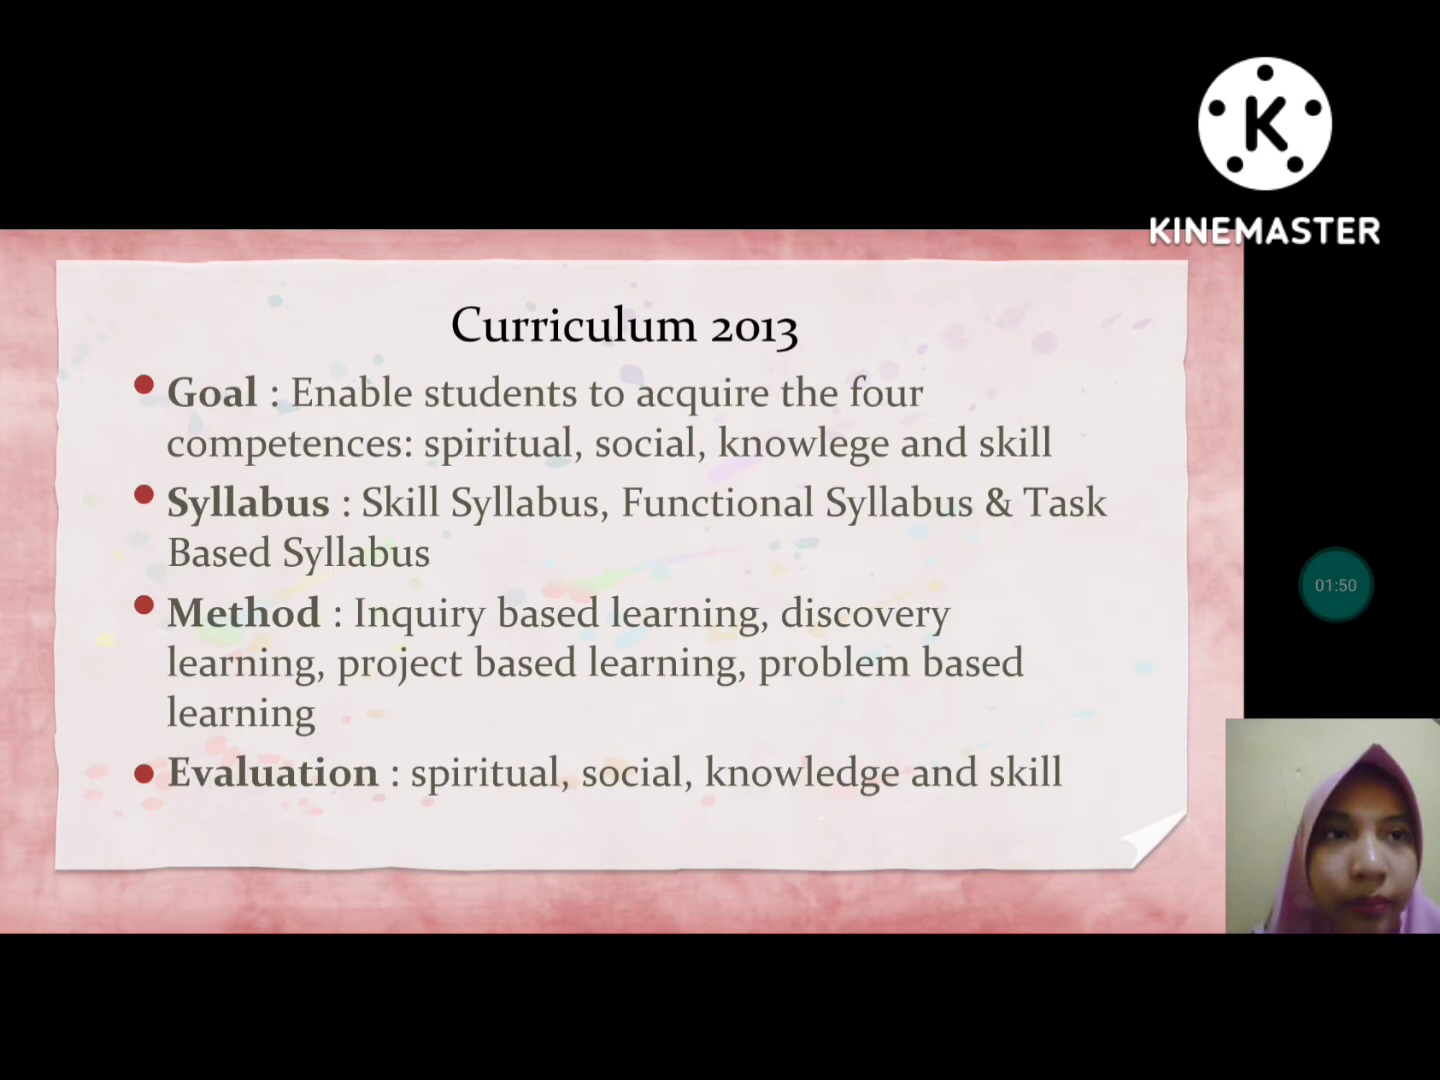 KINEMASTER
Curriculum 2013
Goal : Enable students to acquire the four
competences: spiritual, social, knowlege and skill
Syllabus : Skill Syllabus, Functional Syllabus & Task
Based Syllabus
Method : Inquiry based learning, discovery
learning, project based learning, problem based
learning
Evaluation : spiritual, social, knowledge and skill
01:50